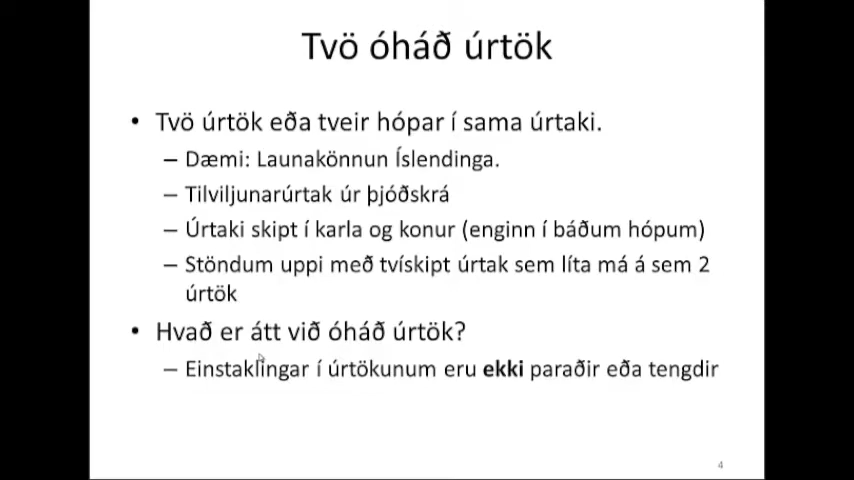 Tvö óháð úrtök
• Tvö úrtök eða tveir hópar í sama úrtaki.
– Dæmi: Launakönnun Íslendinga.
– Tilviljunarúrtak úr þjóðskrá
– Úrtaki skipt í karla og konur (enginn í báðum hópum)
– Stöndum uppi með tvískipt úrtak sem líta má á sem 2
úrtök
• Hvað er átt við óháð úrtök?
– Einstaklingar í úrtökunum eru ekki paraðir eða tengdir
4